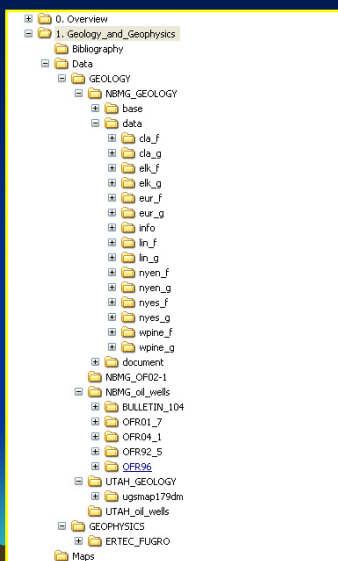 0. Overview
1. Geology_and_Geophysics
Bibliography
Data
GEOLOGY
NBMG_GEOLOGY
base
data
cla_f
cla_g
elk_f
elk_g
eur_f
eur_g
info
lin_f
lin_g
nyen_f
nyen_g
nyes_f
nyes_g
wpine_f
wpine_g
document
NBMG_OF02-1
NBMG_oil_wells
BULLETIN_104
OFR01_7
OFR04_1
OFR92_5
OFR96
UTAH_GEOLOGY
ugsmap179dm
UTAH_oil_wells
GEOPHYSICS
ERTEC_FUGRO
Maps